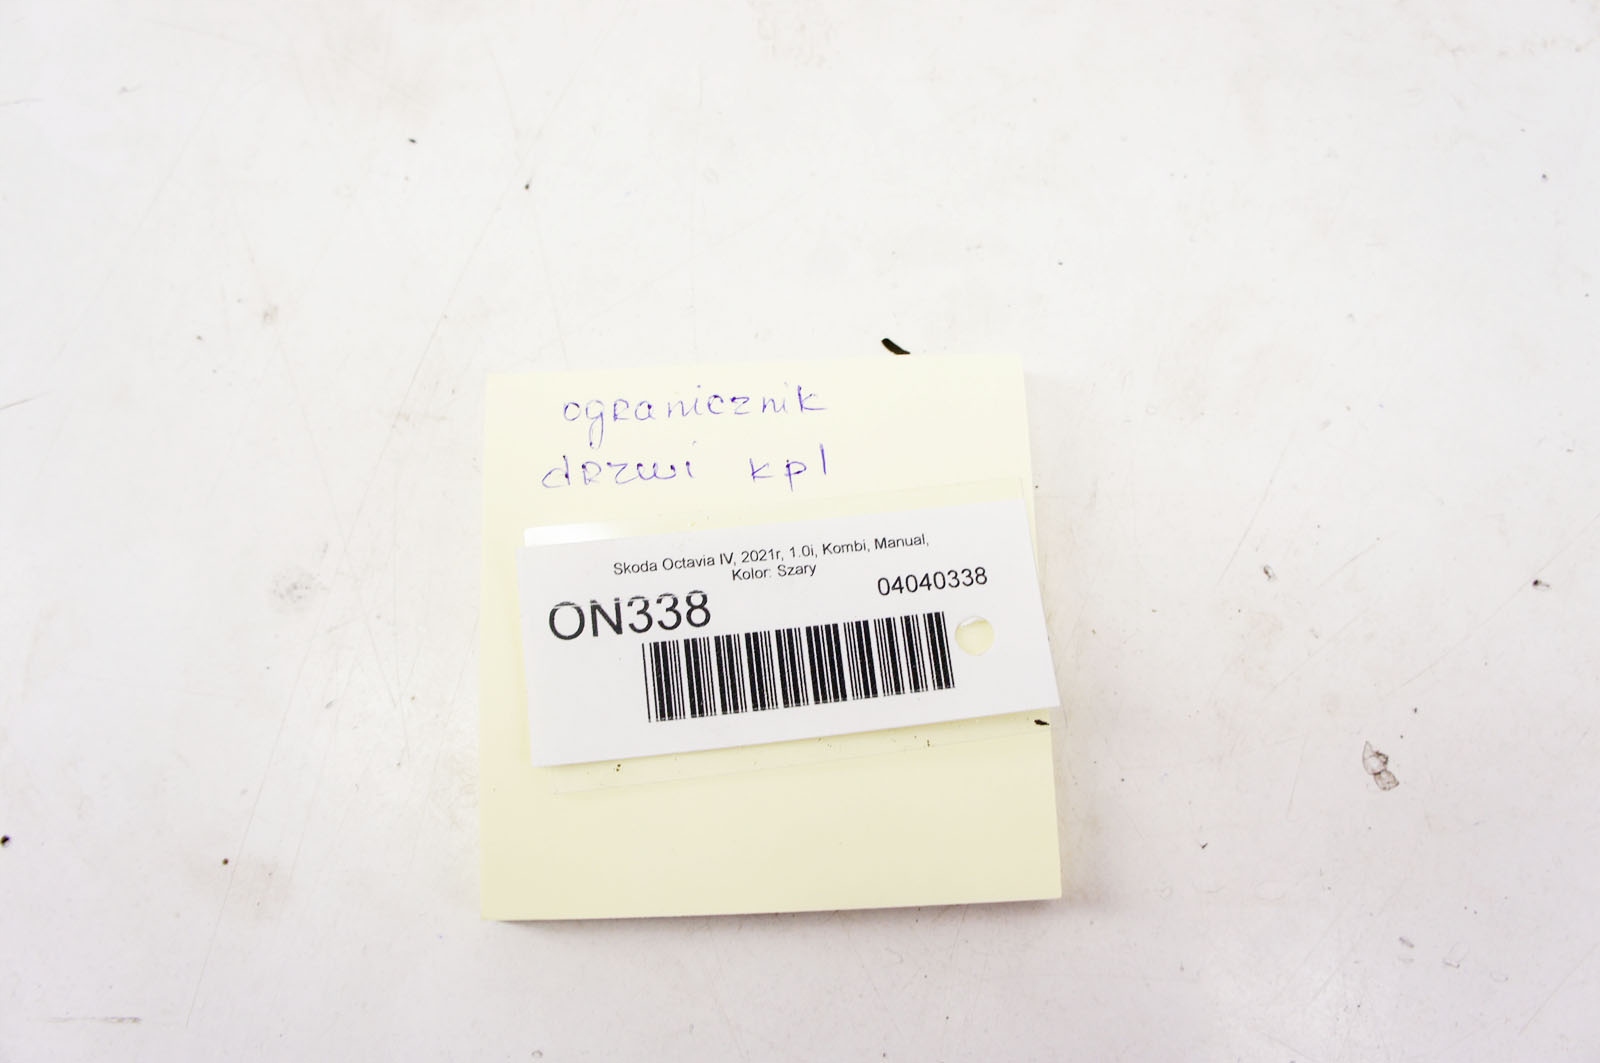 ogranicznik
drzwi kpl
Skoda Octavia IV, 2021r, 1.0i, Kombi, Manual,
Kolor: Szary
04040338
ON338